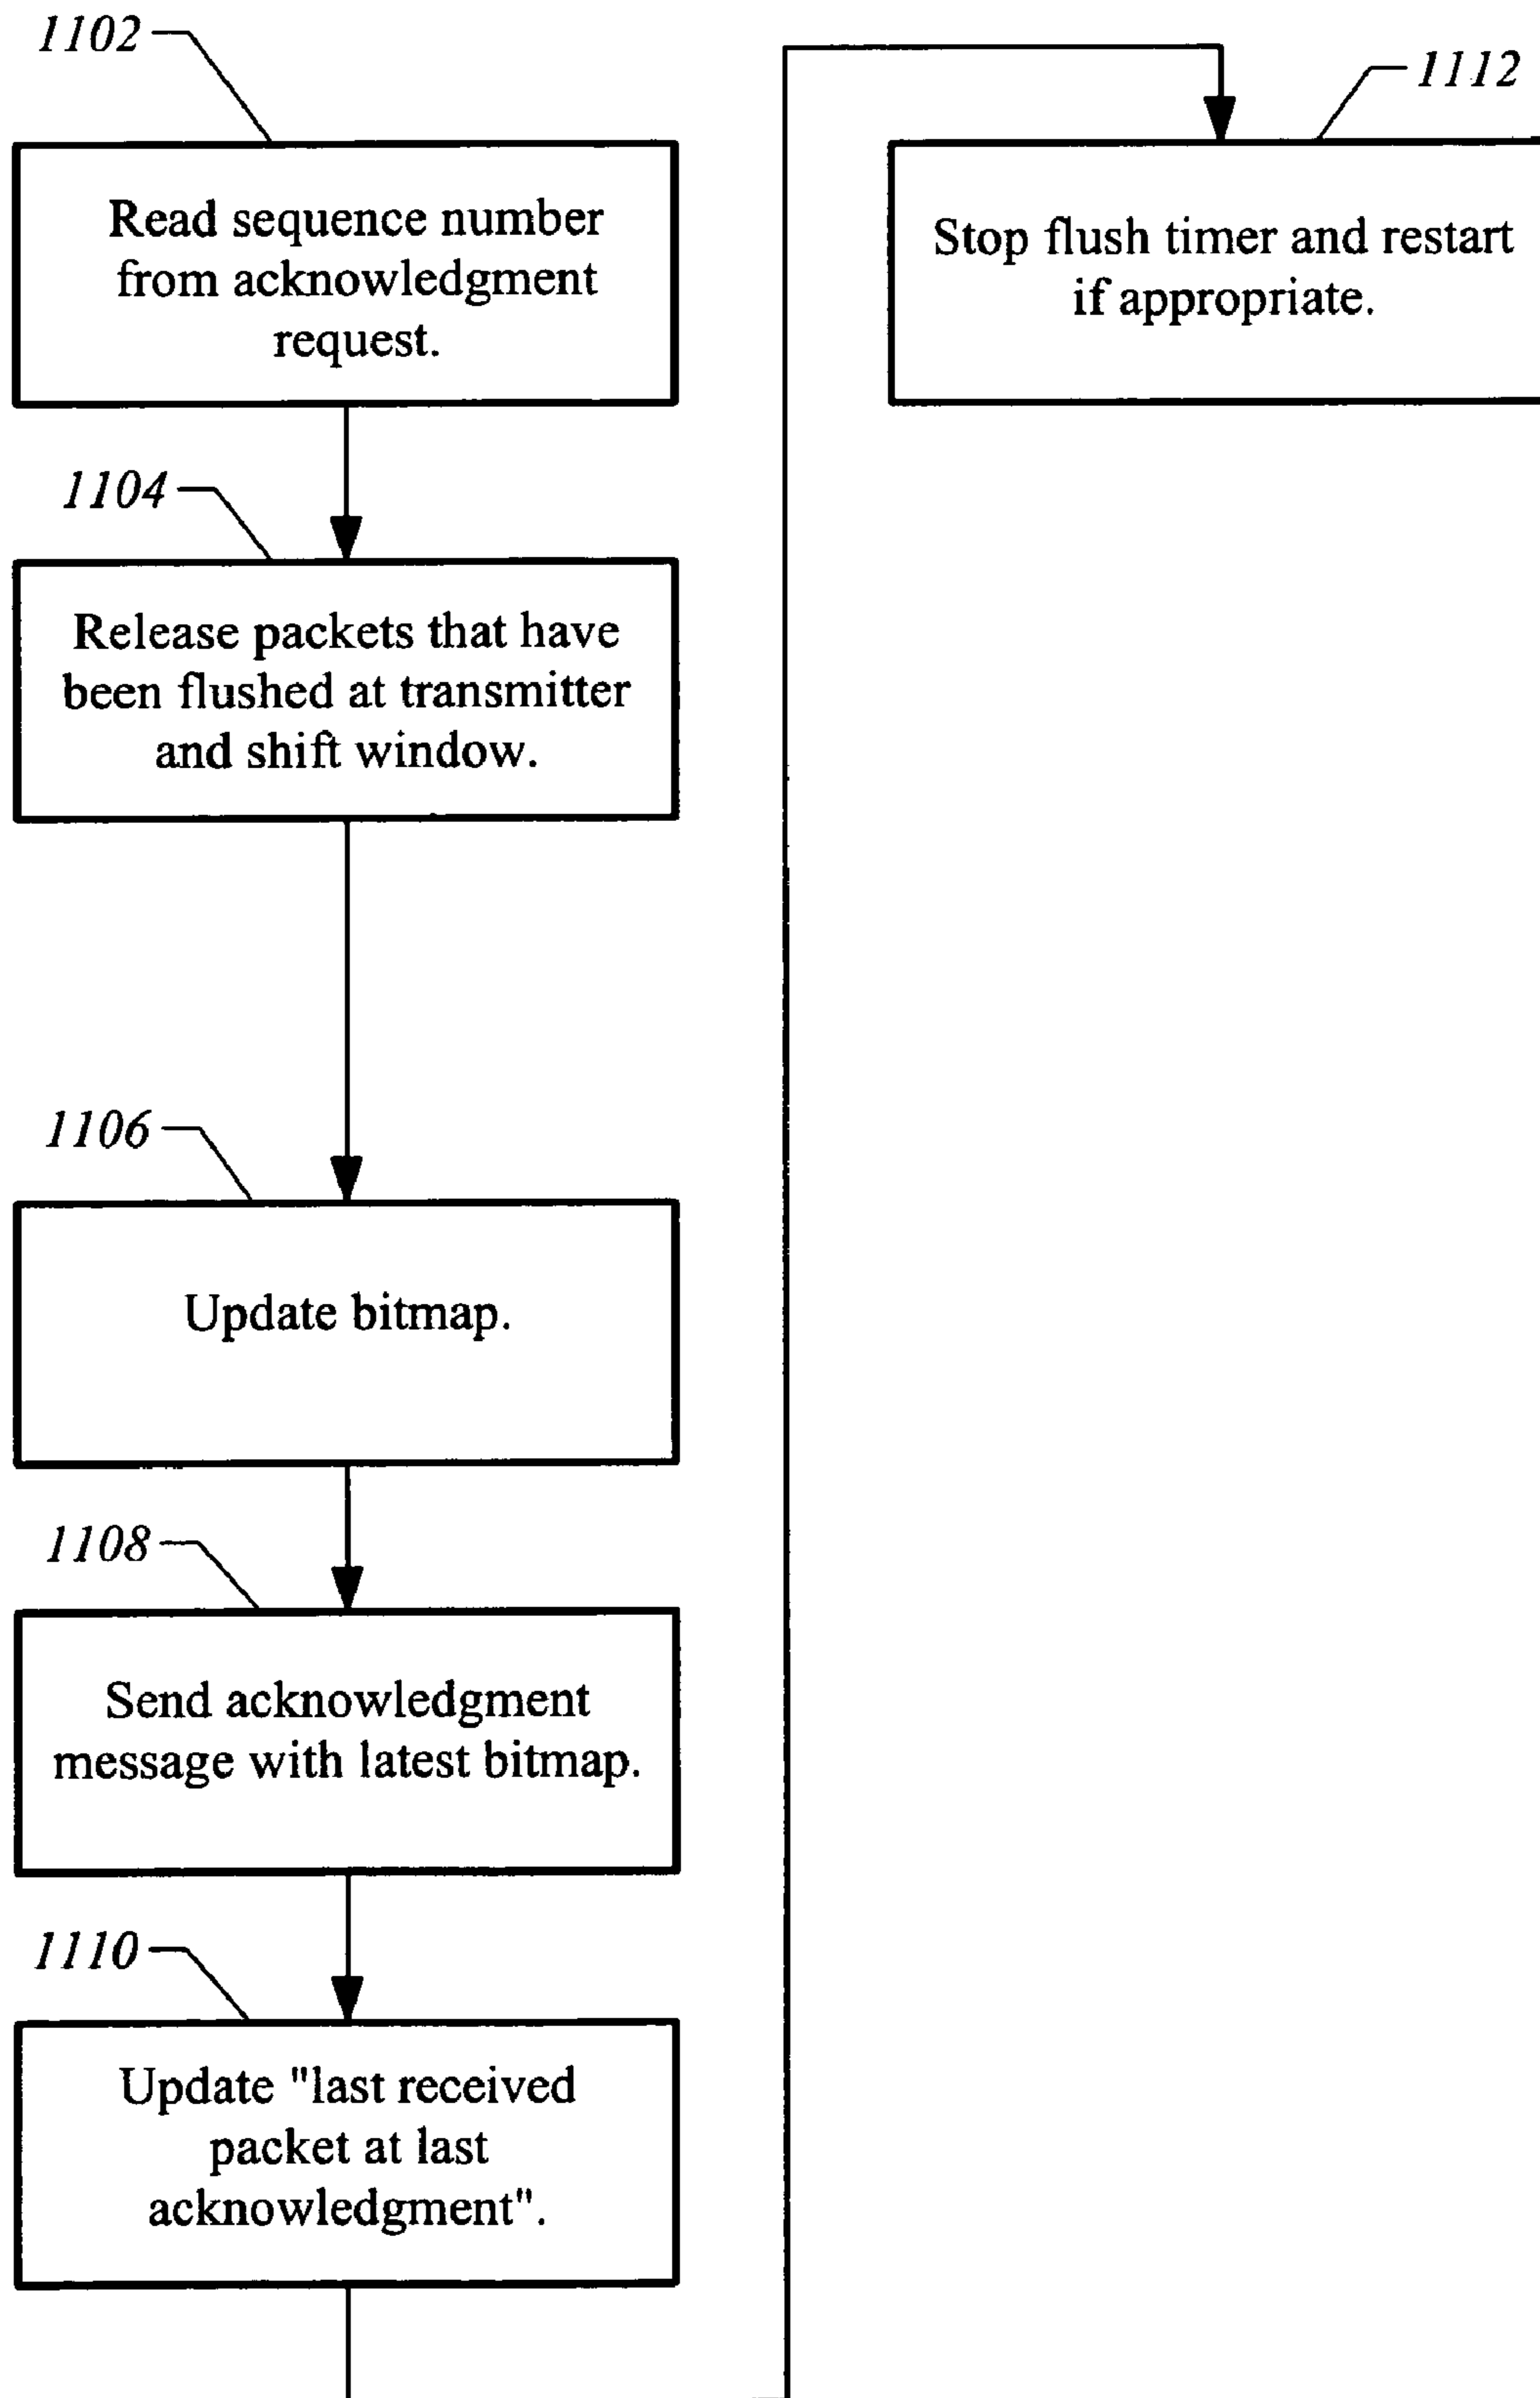 1102
Read sequence number
from acknowledgment
request.
1104
Release packets that have
been flushed at transmitter
and shift window.
1106
Update bitmap.
1108
Send acknowledgment
message with latest bitmap.
1110
Update "last received
packet at last
acknowledgment".
1112
Stop flush timer and restart
if appropriate.